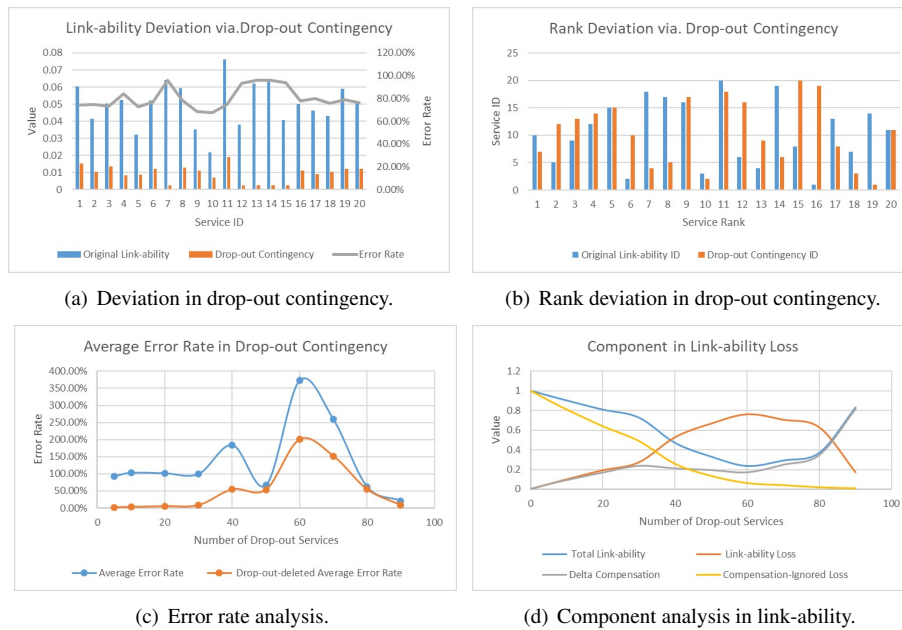 Link-ability Deviation via.Drop-out Contingency
0.08
0.07
0.06
0.05
0.04
0.03
0.02
0.01
0
Value
120.00%
100.00%
80.00%
60.00%
40.00%
20.00%
0.00%
Error Rate
1 2 3 4 5 6 7 8 9 10 11 12 13 14 15 16 17 18 19 20
Service ID
Original Link-ability Drop-out Contingency Error Rate
(a) Deviation in drop-out contingency.
Rank Deviation via. Drop-out Contingency
25
20
15
10
5
0
Service ID
1 2 3 4 5 6 7 8 9 10 11 12 13 14 15 16 17 18 19 20
Service Rank
Original Link-ability ID Drop-out Contingency ID
(b) Rank deviation in drop-out contingency.
Average Error Rate in Drop-out Contingency
400.00%
350.00%
300.00%
250.00%
200.00%
150.00%
100.00%
50.00%
0.00%
Error Rate
0 20 40 60 80 100
Number of Drop-out Services
Average Error Rate Drop-out-deleted Average Error Rate
(c) Error rate analysis.
Component in Link-ability Loss
1.2
1
0.8
0.6
0.4
0.2
0
Value
0 20 40 60 80 100
Number of Drop-out Services
Total Link-ability Link-ability Loss
Delta Compensation Compensation-Ignored Loss
(d) Component analysis in link-ability.